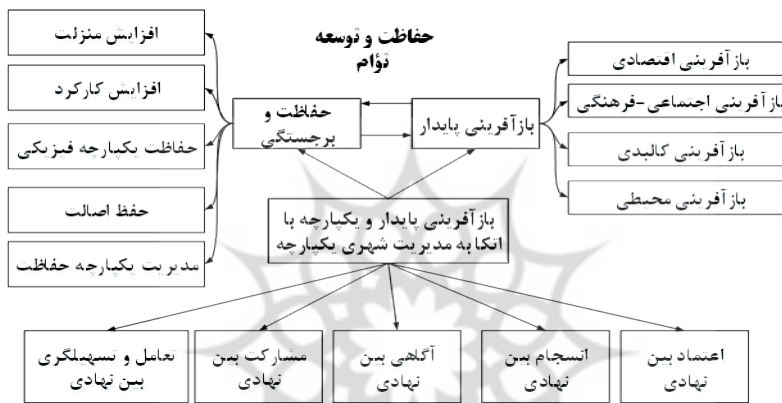 حفاظت و توسعه
تؤام
بازآفرینی اقتصادی
بازآفرینی اجتماعی-فرهنگی
بازآفرینی کالبدی
بازآفرینی محیطی
بازآفرینی پایدار
حفاظت و
برجستگی
افزایش منزلت
افزایش کارکرد
حفاظت یکپارچه فیزیکی
حفظ اصالت
مدیریت یکپارچه حفاظت
بازآفرینی پایدار و یکپارچه با
اتکا به مدیریت شهری یکپارچه
اعتماد بین
نهادی
انسجام بین
نهادی
آگاهی بین
نهادی
مشارکت بین
نهادی
تعامل و تسهیلگری
بین نهادی